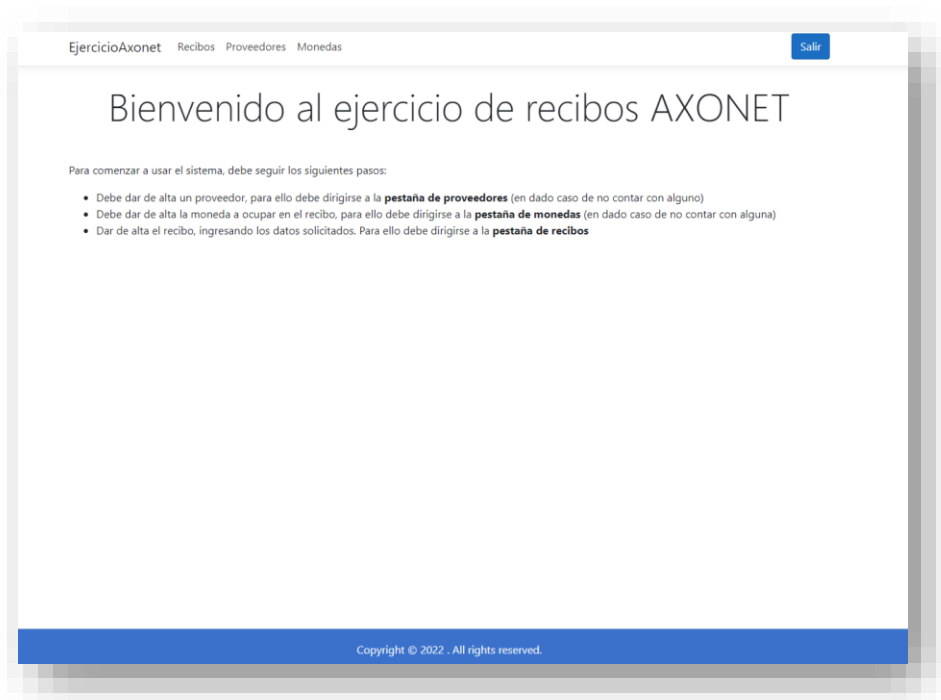 EjercicioAxonet Recibos Proveedores Monedas Salir
Bienvenido al ejercicio de recibos AXONET
Para comenzar a usar el sistema, debe seguir los siguientes pasos:
• Debe dar de alta un proveedor, para ello debe dirigirse a la pestaña de proveedores (en dado caso de no contar con alguno)
• Debe dar de alta la moneda a ocupar en el recibo, para ello debe dirigirse a la pestaña de monedas (en dado caso de no contar con alguna)
• Dar de alta el recibo, ingresando los datos solicitados. Para ello debe dirigirse a la pestaña de recibos
Copyright © 2022 . All rights reserved.